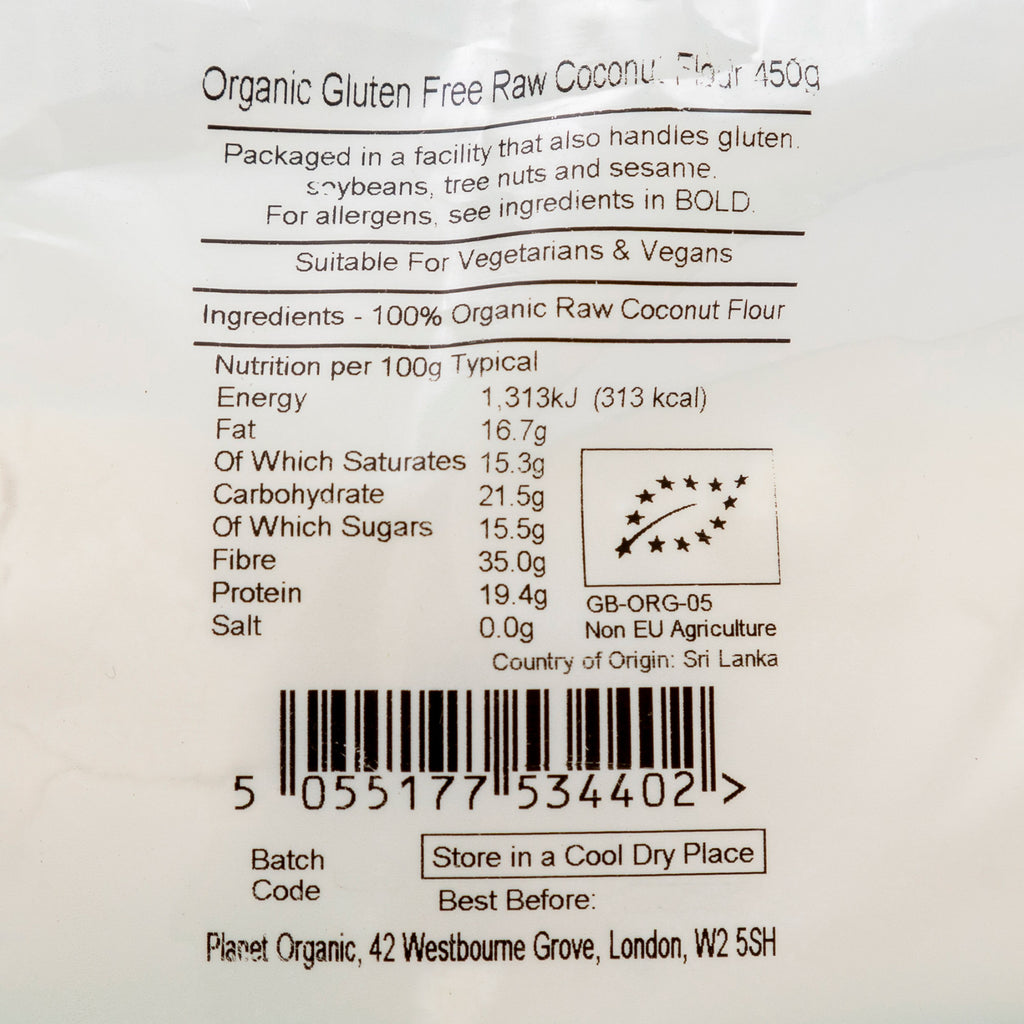 Organic Gluten Free Raw Coconut Flour 450g
Packaged in a facility that also handles gluten.
soybeans, tree nuts and sesame.
For allergens, see ingredients in BOLD.
Suitable For Vegetarians & Vegans
Ingredients - 100% Organic Raw Coconut Flour
Nutrition per 100g Typical
Energy 1,313kJ (313 kcal)
Fat 16.7g
Of Which Saturates 15.3g
Carbohydrate 21.5g
Of Which Sugars 15.5g
Fibre 35.0g
Protein 19.4g
Salt 0.0g
GB-ORG-05
Non EU Agriculture
Country of Origin: Sri Lanka
5 055177 534402 >
Batch
Code
Store in a Cool Dry Place
Best Before:
Planet Organic, 42 Westbourne Grove, London, W2 5SH